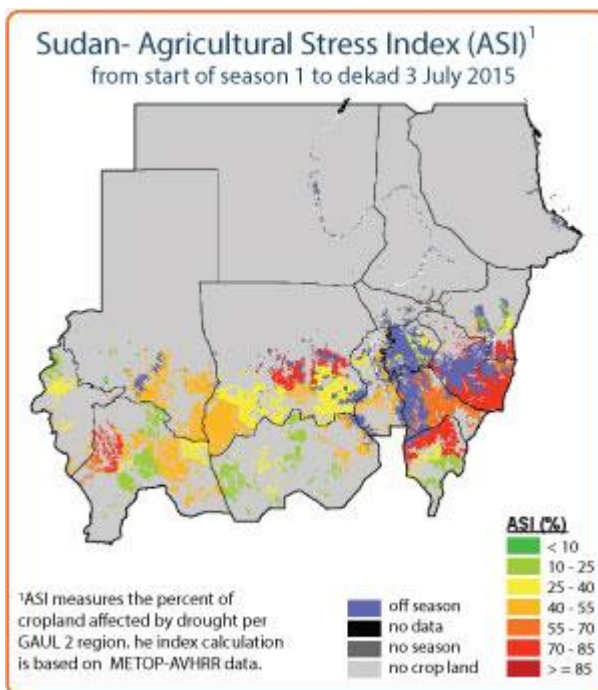 Sudan- Agricultural Stress Index (ASI)1
from start of season 1 to dekad 3 July 2015
1ASI measures the percent of
cropland affected by drought per
GAUL 2 region. he index calculation
is based on METOP-AVHRR data.
off season
no data
no season
no crop land
ASI (%)
< 10
10 - 25
25 - 40
40 - 55
55 - 70
70 - 85
> = 85